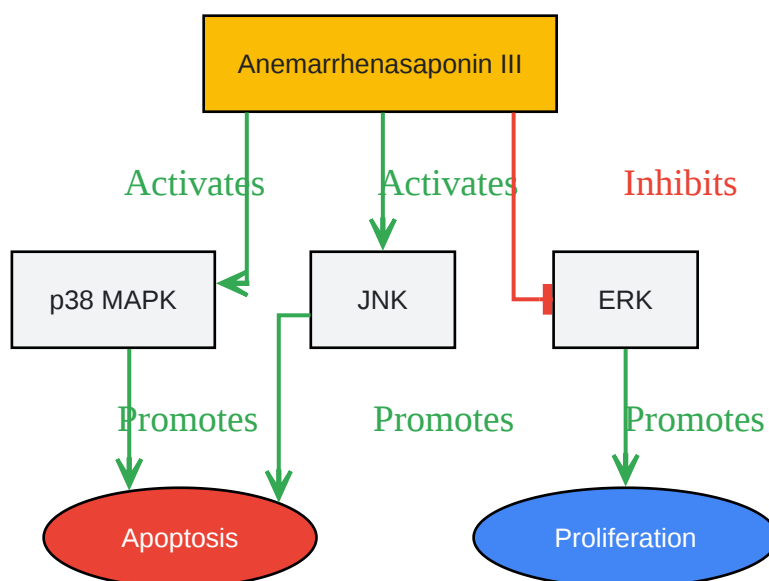 Anemarrhenasaponin III
Activates
Activates
Inhibits
p38 MAPK
JNK
ERK
Promotes
Promotes
Promotes
Apoptosis
Proliferation